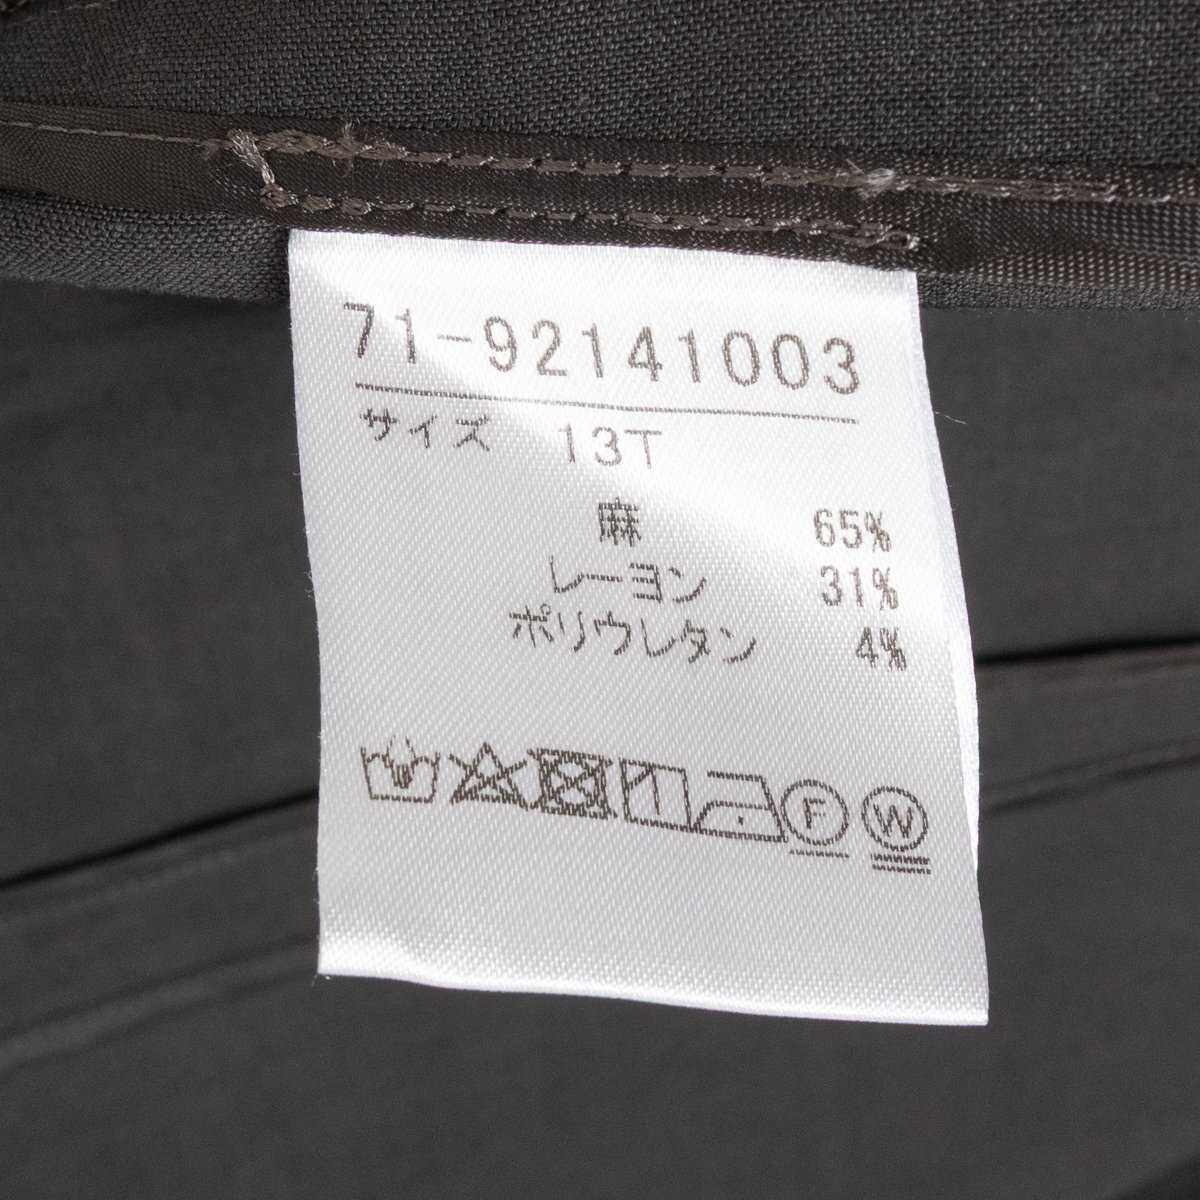 71-92141003
サイズ 13T
麻 65%
レーヨン 31%
ポリウレタン 4%
F W